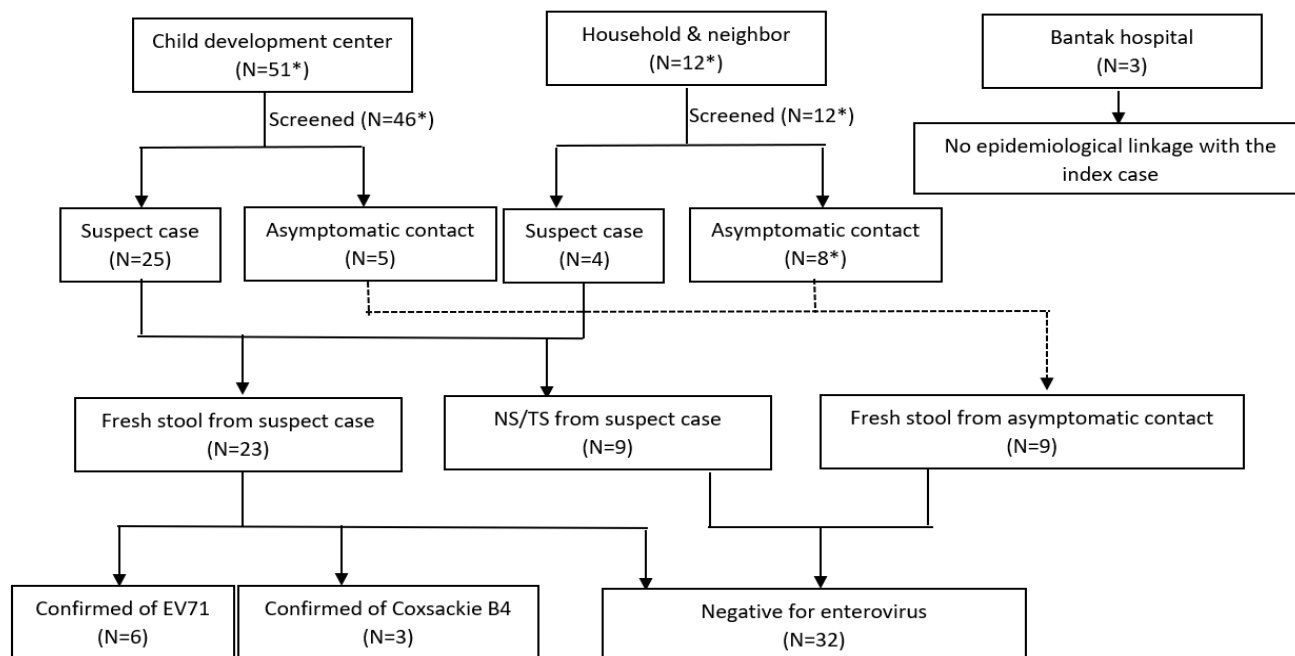 Child development center
(N=51*)
Household & neighbor
(N=12*)
Bantak hospital
(N=3)
Screened (N=46*)
Screened (N=12*)
No epidemiological linkage with the
index case
Suspect case
(N=25)
Asymptomatic contact
(N=5)
Suspect case
(N=4)
Asymptomatic contact
(N=8*)
Fresh stool from suspect case
(N=23)
NS/TS from suspect case
(N=9)
Fresh stool from asymptomatic contact
(N=9)
Confirmed of EV71
(N=6)
Confirmed of Coxsackie B4
(N=3)
Negative for enterovirus
(N=32)